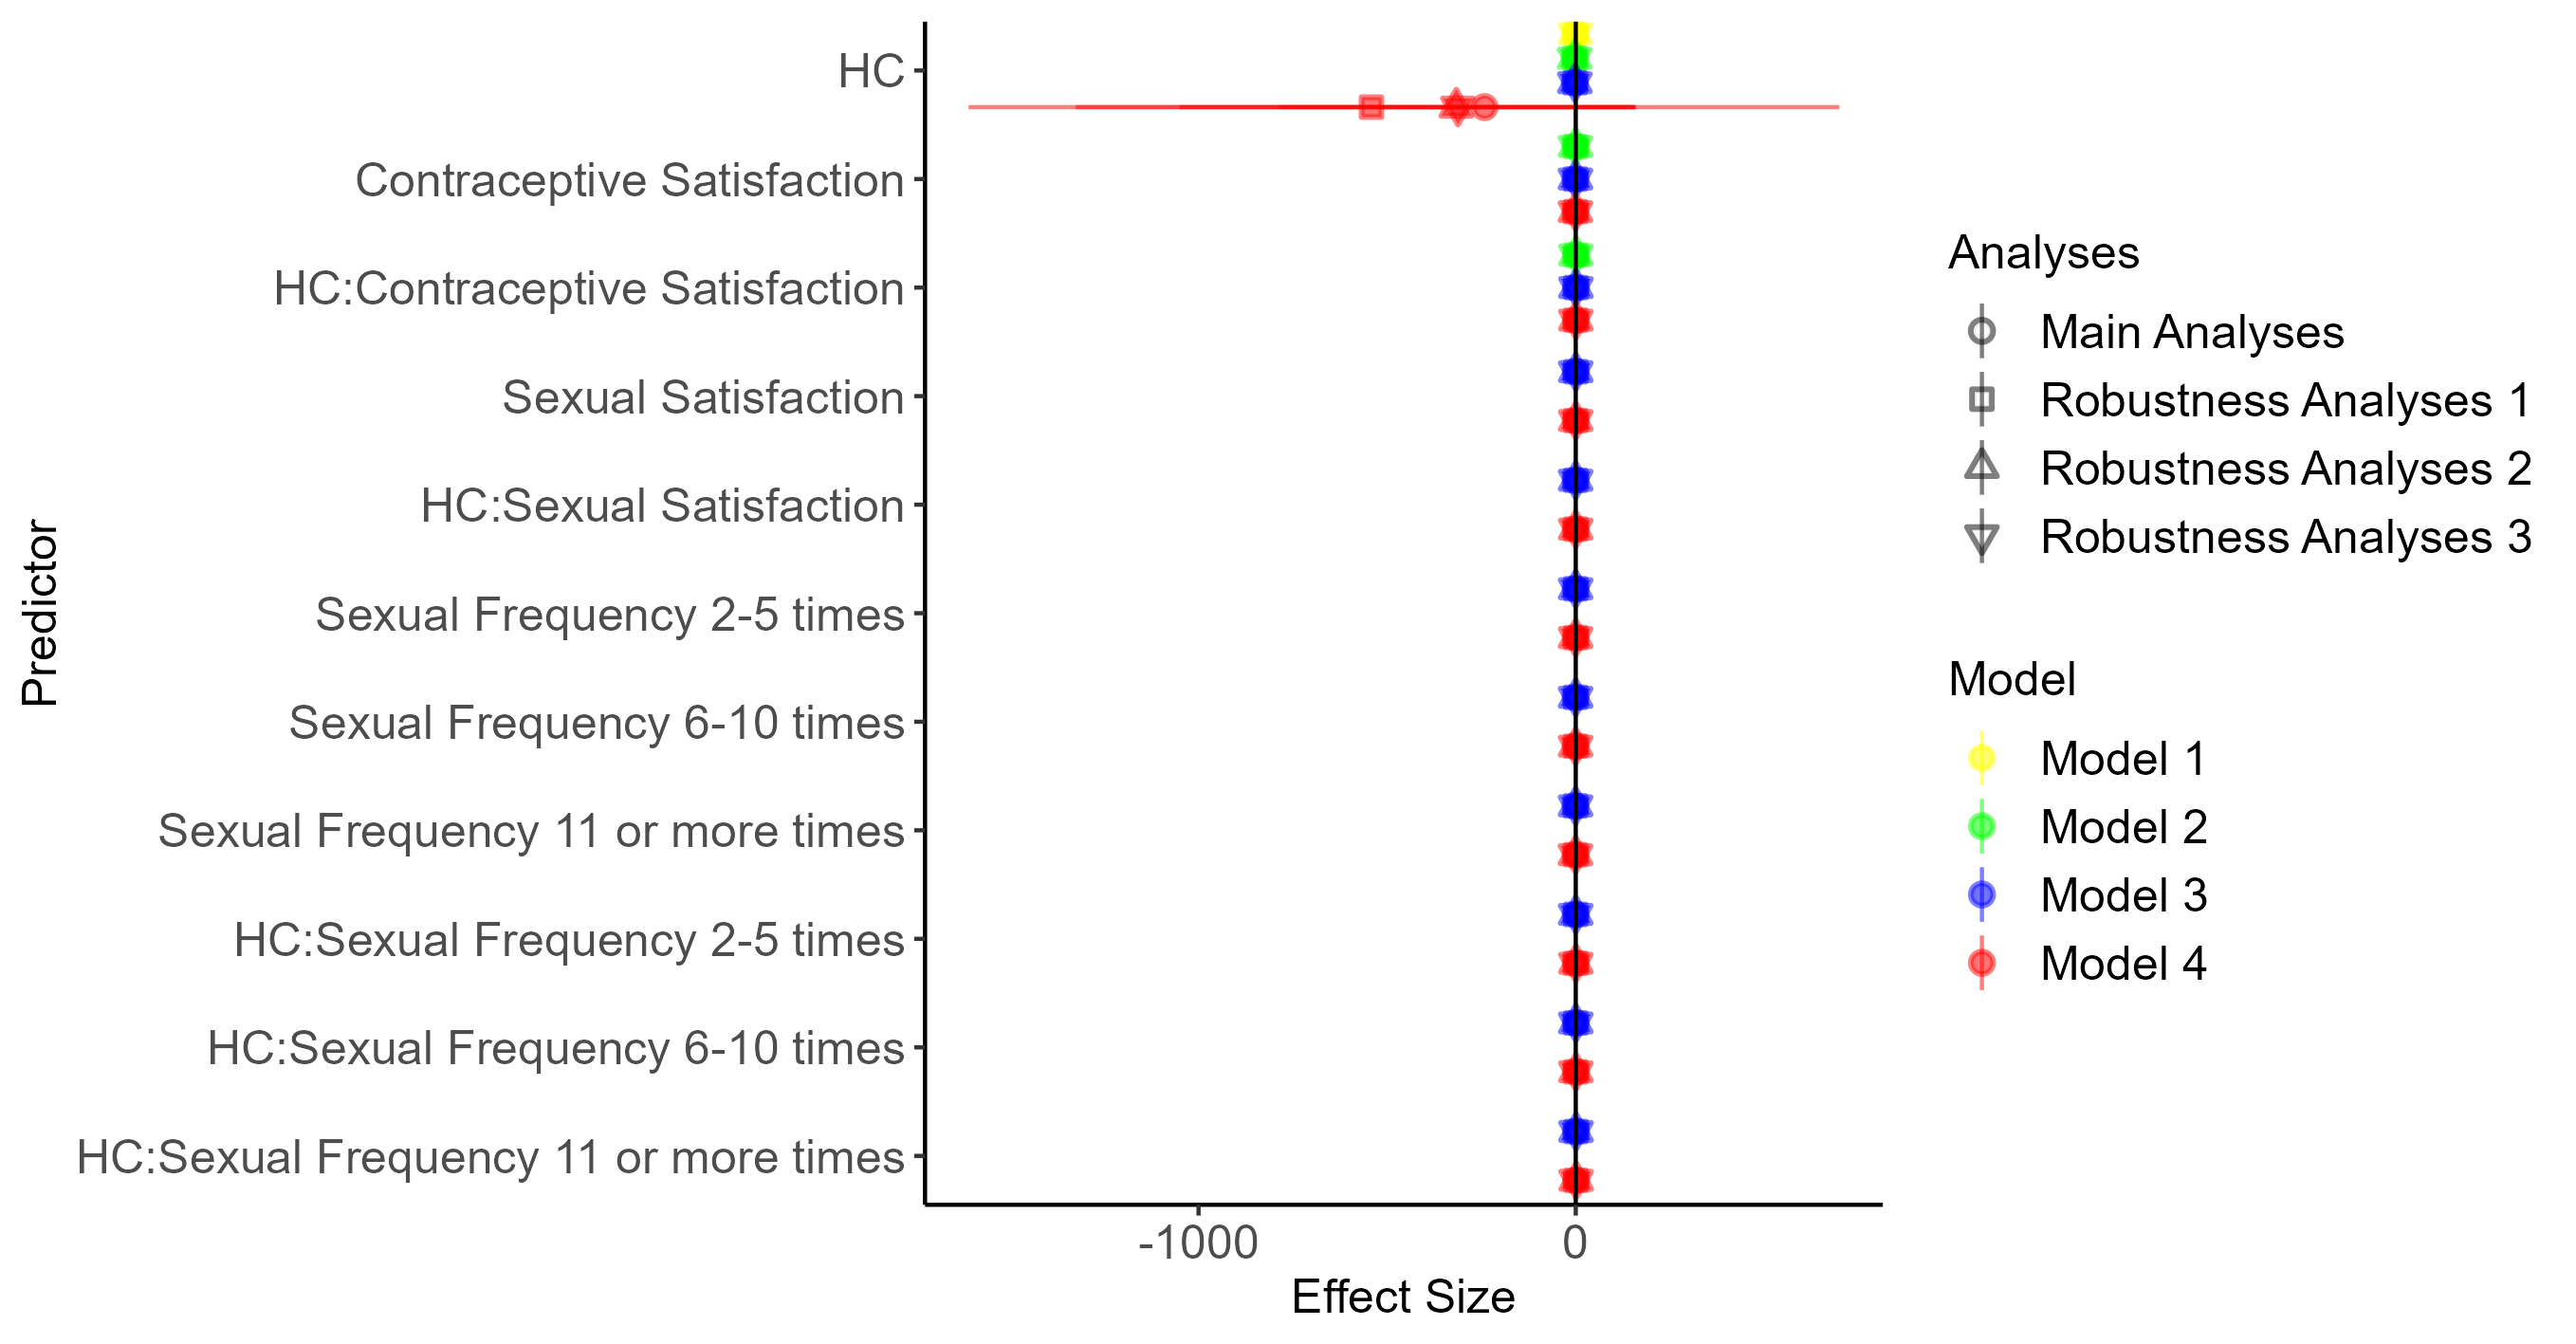 Predictor
HC
Contraceptive Satisfaction
HC:Contraceptive Satisfaction
Sexual Satisfaction
HC:Sexual Satisfaction
Sexual Frequency 2-5 times
Sexual Frequency 6-10 times
Sexual Frequency 11 or more times
HC:Sexual Frequency 2-5 times
HC:Sexual Frequency 6-10 times
HC:Sexual Frequency 11 or more times
-1000
0
Effect Size
Analyses
Main Analyses
Robustness Analyses 1
Robustness Analyses 2
Robustness Analyses 3
Model
Model 1
Model 2
Model 3
Model 4